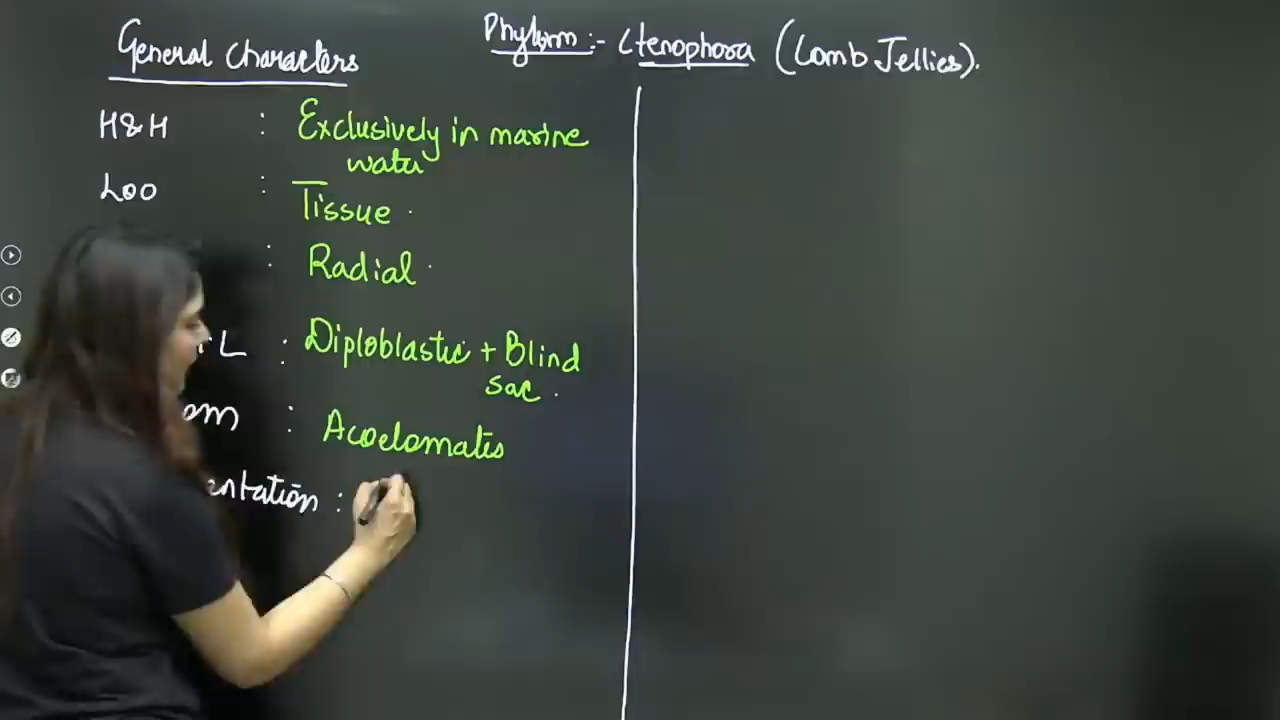 Phylum :- Ctenophora (Comb Jellies).
General Characters
H&H : Exclusively in marine
water
LOO : Tissue .
: Radial .
L : Diploblastic + Blind
sac .
om : Acoelomates
entation :